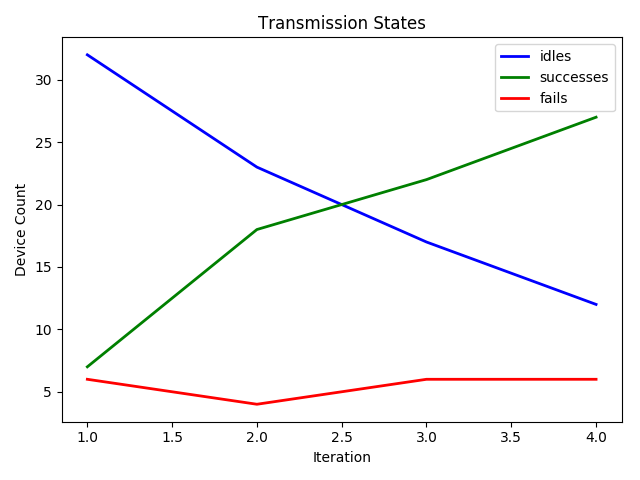 Transmission States
idles
successes
fails
Device Count
30
25
20
15
10
5
1.0 1.5 2.0 2.5 3.0 3.5 4.0
Iteration